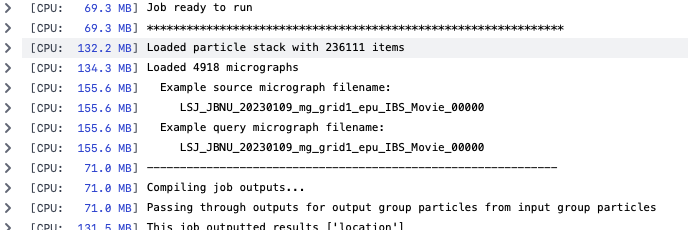 [CPU: 69.3 MB] Job ready to run
[CPU: 69.3 MB] ***************************************************************
[CPU: 132.2 MB] Loaded particle stack with 236111 items
[CPU: 134.3 MB] Loaded 4918 micrographs
[CPU: 155.6 MB] Example source micrograph filename:
[CPU: 155.6 MB] LSJ_JBNU_20230109_mg_grid1_epu_IBS_Movie_00000
[CPU: 155.6 MB] Example query micrograph filename:
[CPU: 155.6 MB] LSJ_JBNU_20230109_mg_grid1_epu_IBS_Movie_00000
[CPU: 71.0 MB] --------------------------------------------------------------
[CPU: 71.0 MB] Compiling job outputs...
[CPU: 71.0 MB] Passing through outputs for output group particles from input group particles
[CPU: 131.5 MB] This job outputted results ['location']